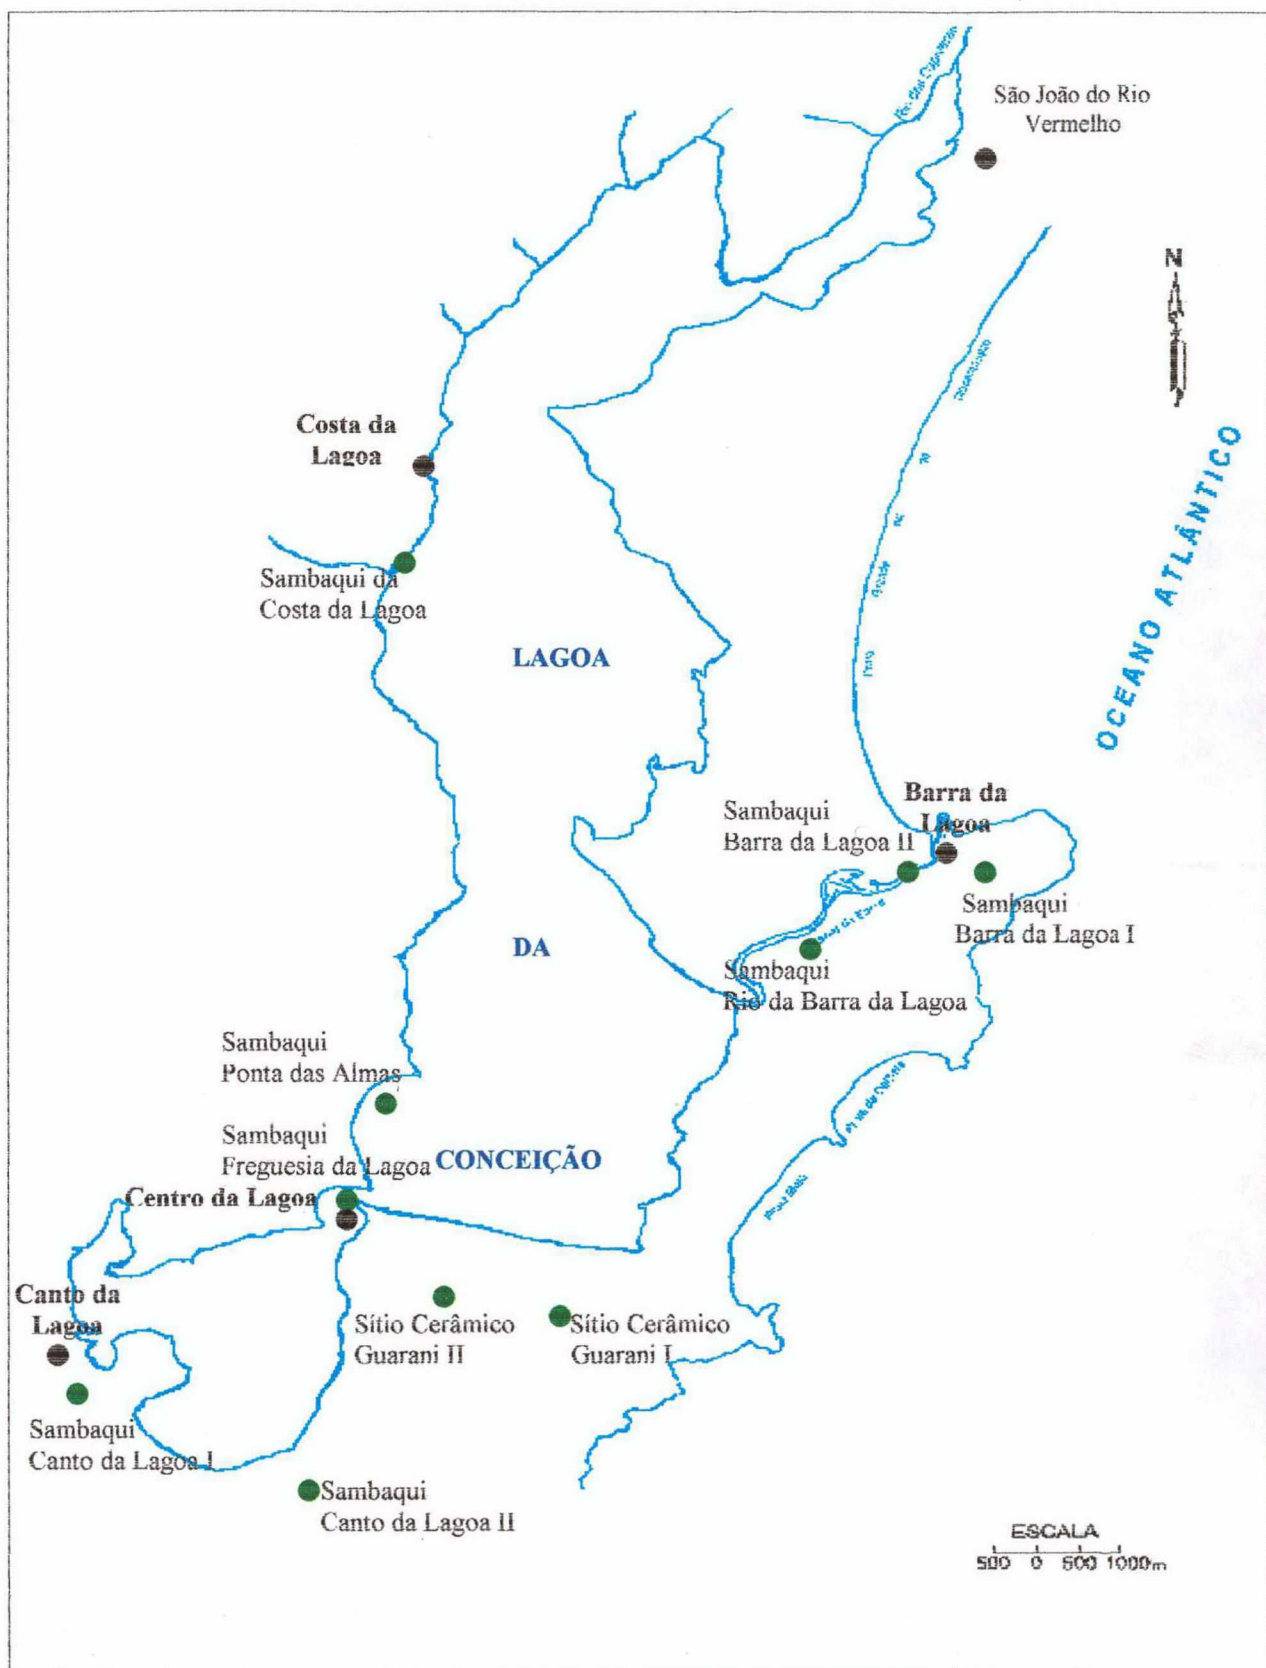 São João do Rio
Vermelho
N
Costa da
Lagoa
OCEANO ATLÂNTICO
Sambaqui da
Costa da Lagoa
LAGOA
Barra da
Lagoa
Sambaqui
Barra da Lagoa II
Sambaqui
Barra da Lagoa I
DA
Sambaqui
Rio da Barra da Lagoa
Sambaqui
Ponta das Almas
Sambaqui
Freguesia da Lagoa
CONCEIÇÃO
Centro da Lagoa
Canto da
Lagoa
Sítio Cerâmico
Guarani II
Sítio Cerâmico
Guarani I
Sambaqui
Canto da Lagoa I
Sambaqui
Canto da Lagoa II
ESCALA
500 0 500 1000m